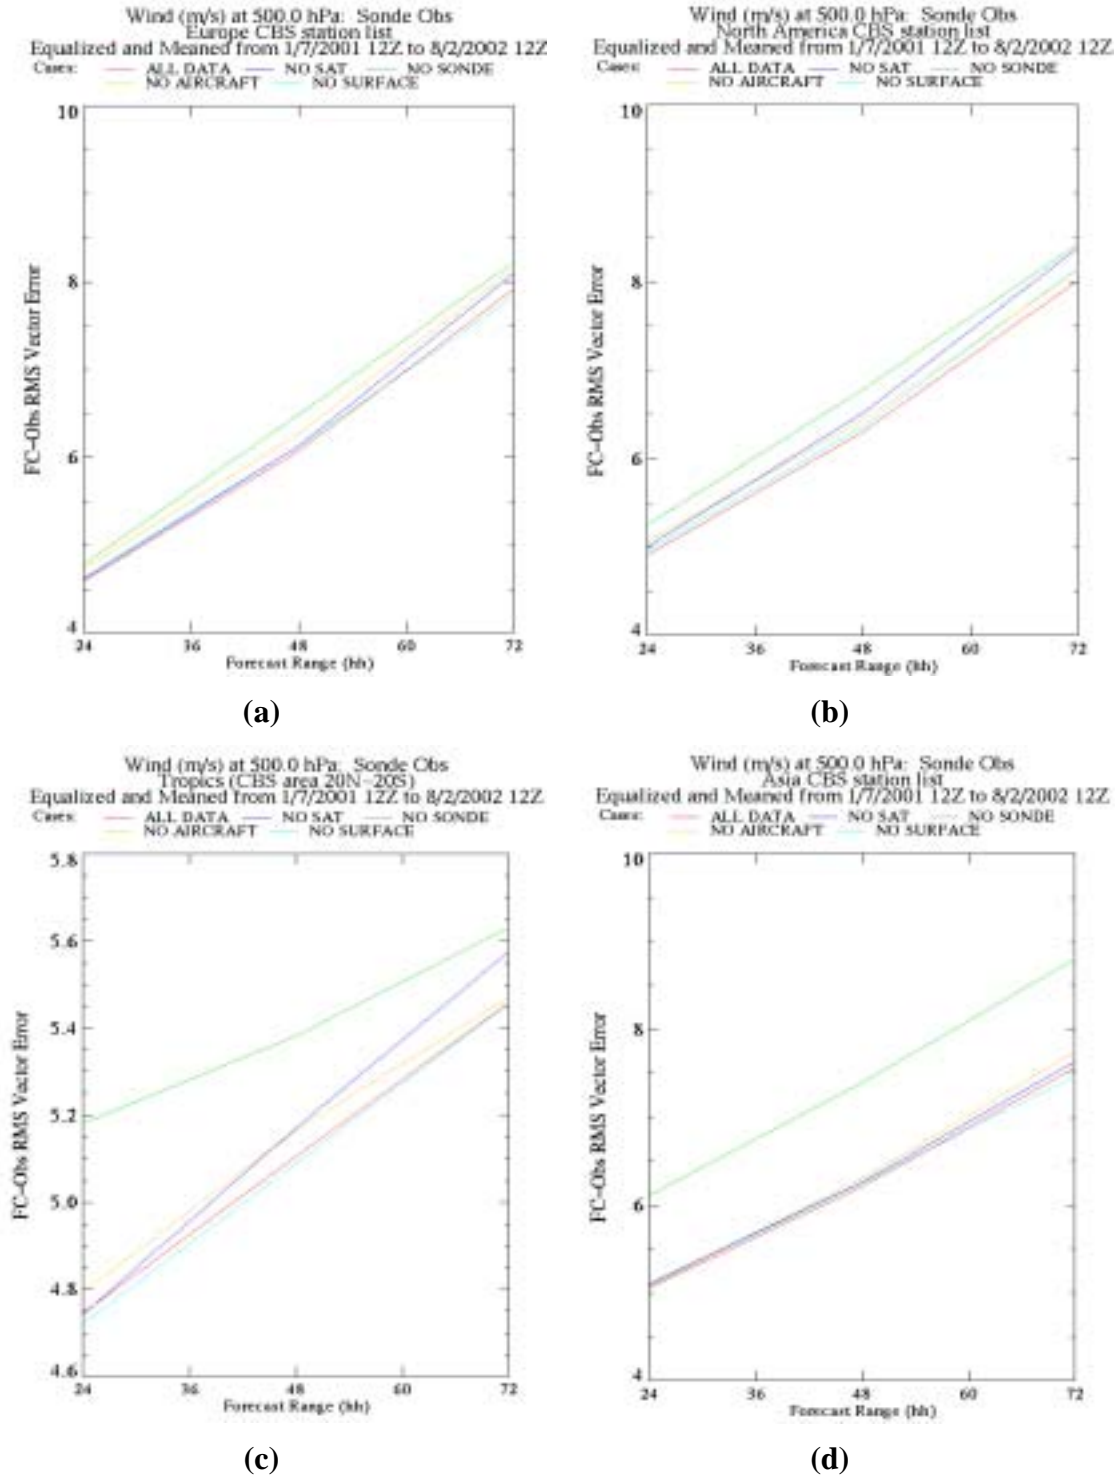 Wind (m/s) at 500.0 hPa: Sonde Obs
Europe CBS station list
Equalized and Meaned from 1/7/2001 12Z to 8/2/2002 12Z
Cases: ALL DATA NO SAT NO SONDE
NO AIRCRAFT NO SURFACE
10
8
6
4
FC-Obs RMS Vector Error
24 36 48 60 72
Forecast Range (hh)
(a)
Wind (m/s) at 500.0 hPa: Sonde Obs
North America CBS station list
Equalized and Meaned from 1/7/2001 12Z to 8/2/2002 12Z
Cases: ALL DATA NO SAT NO SONDE
NO AIRCRAFT NO SURFACE
10
8
6
4
FC-Obs RMS Vector Error
24 36 48 60 72
Forecast Range (hh)
(b)
Wind (m/s) at 500.0 hPa: Sonde Obs
Tropics (CBS area 20N-20S)
Equalized and Meaned from 1/7/2001 12Z to 8/2/2002 12Z
Cases: ALL DATA NO SAT NO SONDE
NO AIRCRAFT NO SURFACE
5.8
5.6
5.4
5.2
5.0
4.8
4.6
FC-Obs RMS Vector Error
24 36 48 60 72
Forecast Range (hh)
(c)
Wind (m/s) at 500.0 hPa: Sonde Obs
Asia CBS station list
Equalized and Meaned from 1/7/2001 12Z to 8/2/2002 12Z
Cases: ALL DATA NO SAT NO SONDE
NO AIRCRAFT NO SURFACE
10
8
6
4
FC-Obs RMS Vector Error
24 36 48 60 72
Forecast Range (hh)
(d)